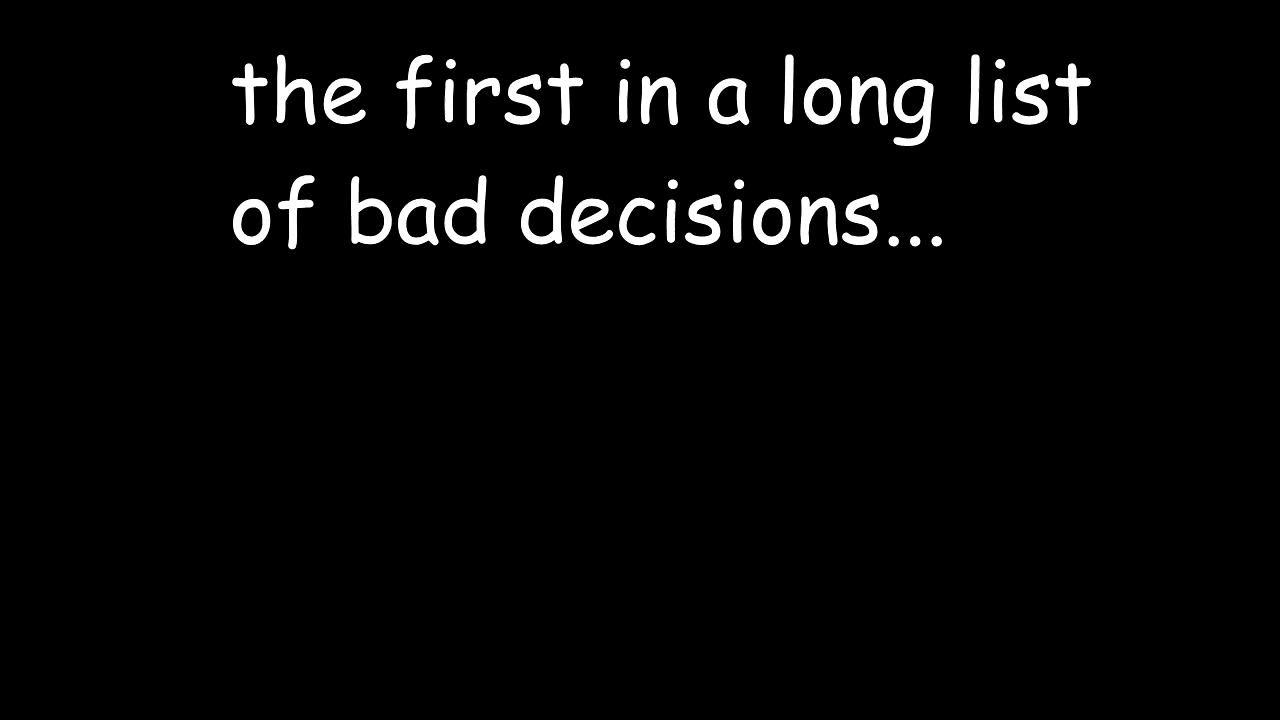 the first in a long list
of bad decisions...